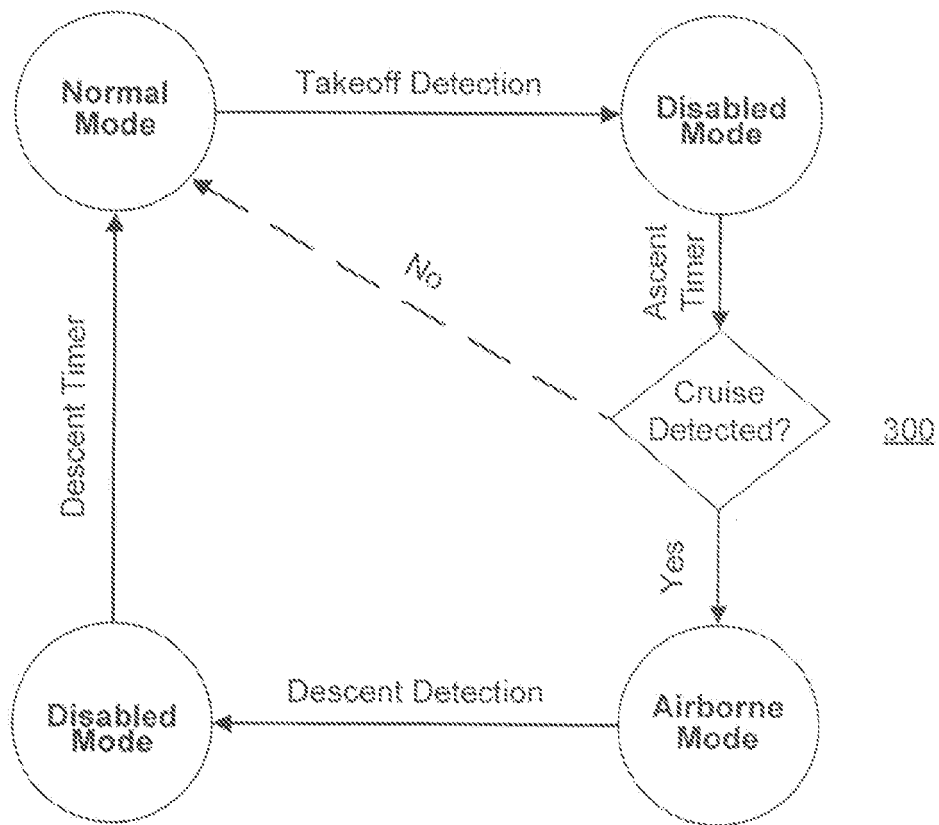 Normal
Mode
Takeoff Detection
Disabled
Mode
Ascent
Timer
No
Cruise
Detected?
300
Descent Timer
Yes
Disabled
Mode
Descent Detection
Airborne
Mode